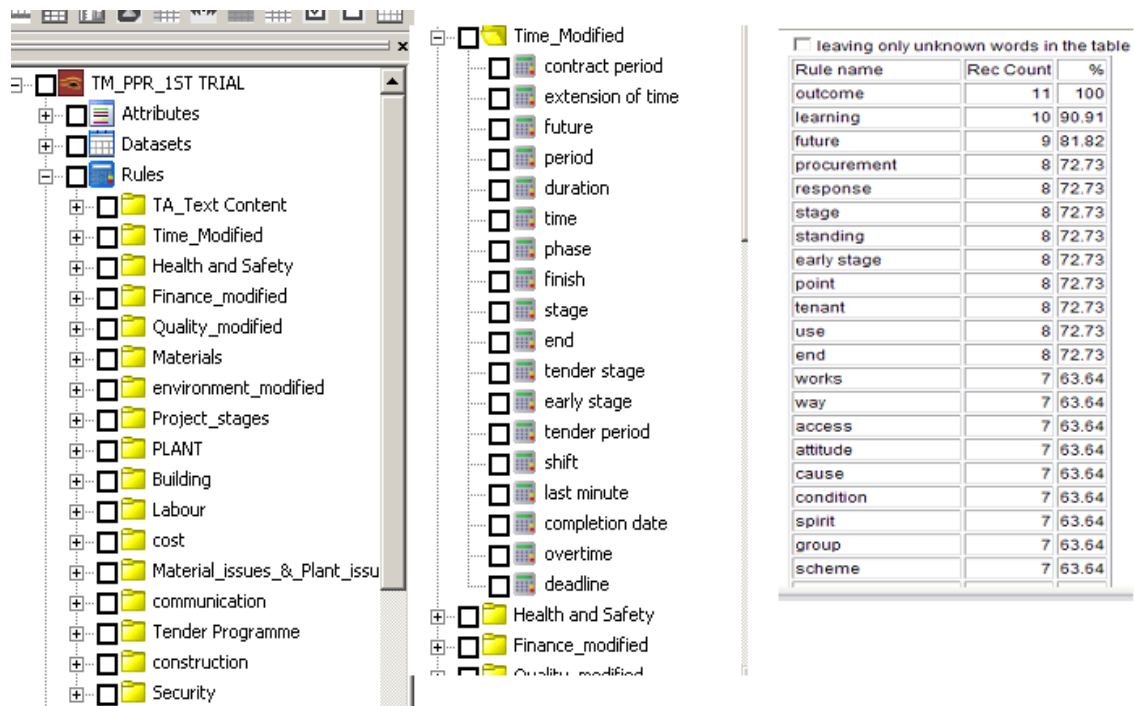 TM_PPR_1ST TRIAL
Attributes
Datasets
Rules
TA_Text Content
Time_Modified
Health and Safety
Finance_modified
Quality_modified
Materials
environment_modified
Project_stages
PLANT
Building
Labour
cost
Material_issues_&_Plant_issu
communication
Tender Programme
construction
Security
Time_Modified
contract period
extension of time
future
period
duration
time
phase
finish
stage
end
tender stage
early stage
tender period
shift
last minute
completion date
overtime
deadline
Health and Safety
Finance_modified
Quality_modified
leaving only unknown words in the table
Rule name Rec Count %
outcome 11 100
learning 10 90.91
future 9 81.82
procurement 8 72.73
response 8 72.73
stage 8 72.73
standing 8 72.73
early stage 8 72.73
point 8 72.73
tenant 8 72.73
use 8 72.73
end 8 72.73
works 7 63.64
way 7 63.64
access 7 63.64
attitude 7 63.64
cause 7 63.64
condition 7 63.64
spirit 7 63.64
group 7 63.64
scheme 7 63.64